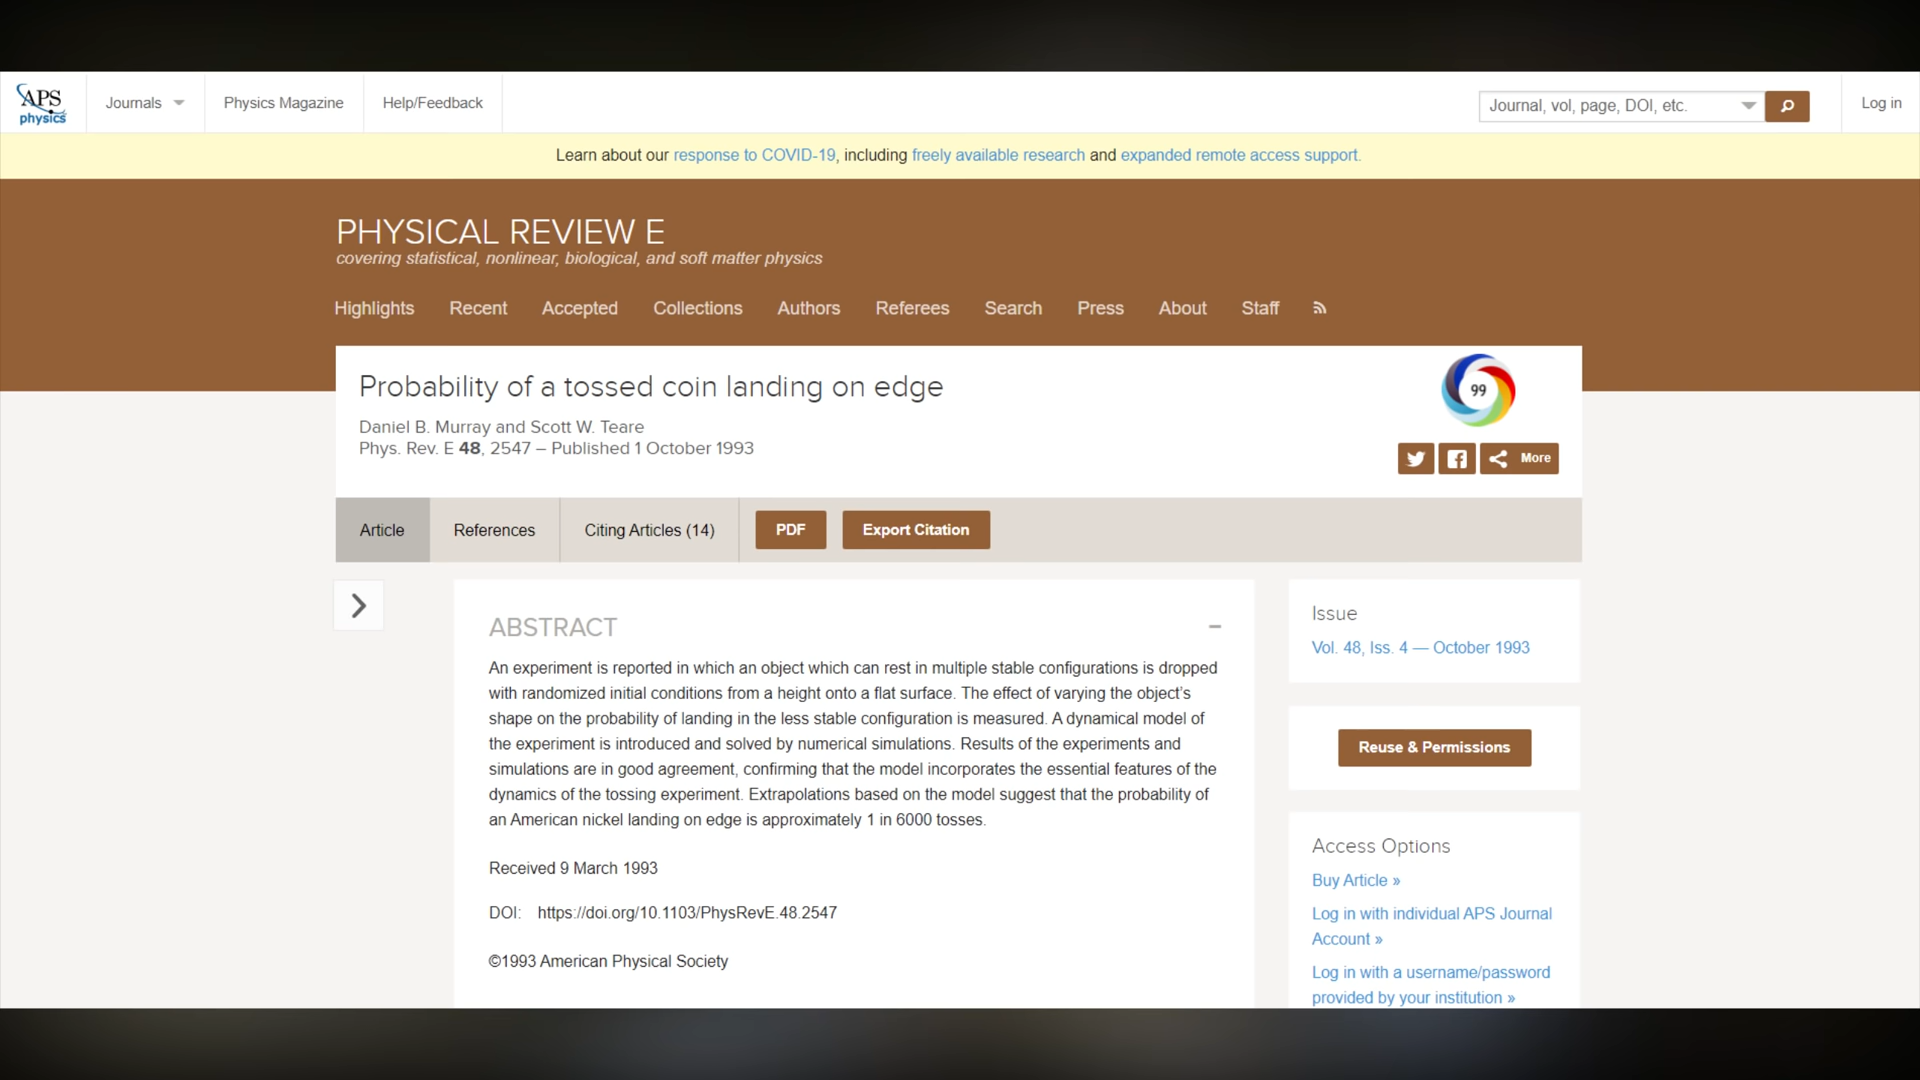 APS
physics
Journals
Physics Magazine
Help/Feedback
Journal, vol, page, DOI, etc.
Log in
Learn about our response to COVID-19, including freely available research and expanded remote access support.
PHYSICAL REVIEW E
covering statistical, nonlinear, biological, and soft matter physics
Highlights Recent Accepted Collections Authors Referees Search Press About Staff
Probability of a tossed coin landing on edge
99
Daniel B. Murray and Scott W. Teare
Phys. Rev. E 48, 2547 – Published 1 October 1993
More
Article References Citing Articles (14) PDF Export Citation
ABSTRACT
An experiment is reported in which an object which can rest in multiple stable configurations is dropped
with randomized initial conditions from a height onto a flat surface. The effect of varying the object's
shape on the probability of landing in the less stable configuration is measured. A dynamical model of
the experiment is introduced and solved by numerical simulations. Results of the experiments and
simulations are in good agreement, confirming that the model incorporates the essential features of the
dynamics of the tossing experiment. Extrapolations based on the model suggest that the probability of
an American nickel landing on edge is approximately 1 in 6000 tosses.
Received 9 March 1993
DOI: https://doi.org/10.1103/PhysRevE.48.2547
©1993 American Physical Society
Issue
Vol. 48, Iss. 4 — October 1993
Reuse & Permissions
Access Options
Buy Article »
Log in with individual APS Journal
Account »
Log in with a username/password
provided by your institution »